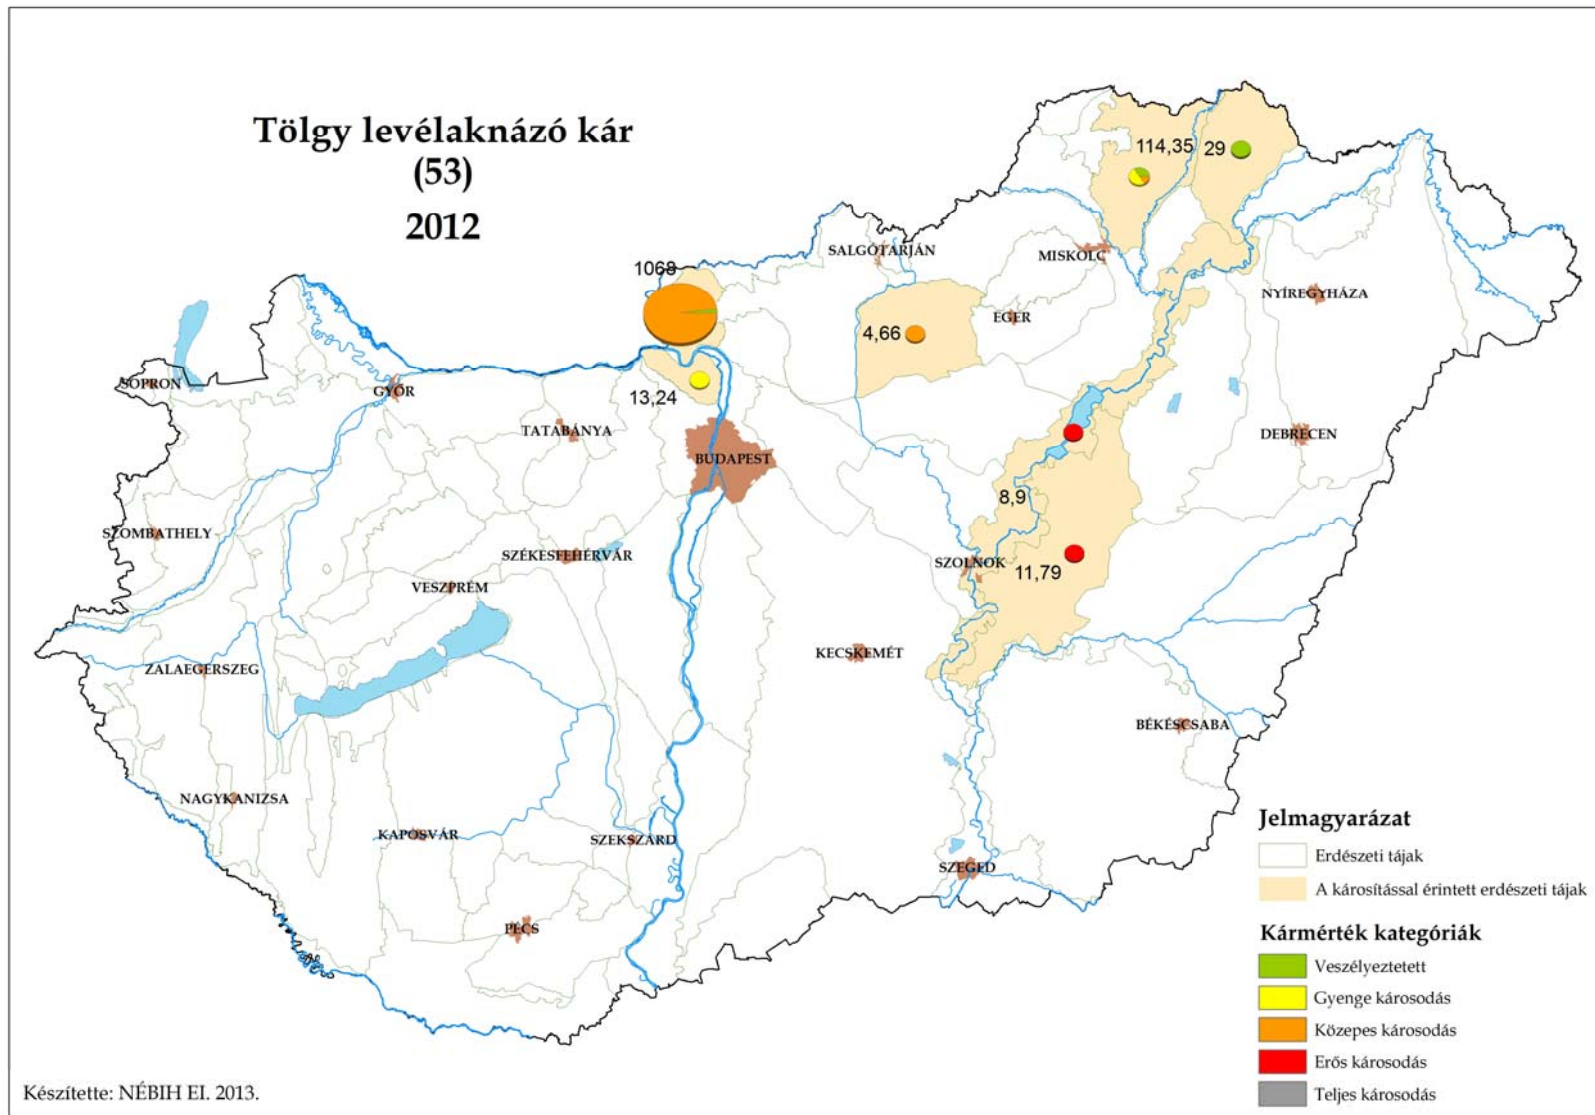 Tölgy levélaknázó kár
(53)
2012
114,35
29
SALGÓTARJÁN
MISKOLC
1068
NYÍREGYHÁZA
EGER
4,66
SOPRON
GYŐR
13,24
TATABÁNYA
BUDAPEST
DEBRECEN
8,9
SZOMBATHELY
SZÉKESFEHÉRVÁR
SZOLNOK
11,79
VESZPRÉM
KECSKEMÉT
ZALAEGERSZEG
BÉKÉSCSABA
NAGYKANIZSA
KAPOSVÁR
SZEKSZÁRD
SZEGED
PÉCS
Jelmagyarázat
Erdészeti tájak
A károsítással érintett erdészeti tájak
Kármérték kategóriák
Veszélyeztetett
Gyenge károsodás
Közepes károsodás
Erős károsodás
Teljes károsodás
Készítette: NÉBIH EI. 2013.